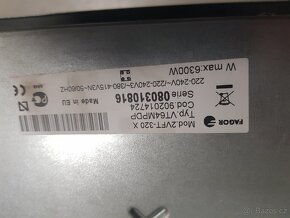 FAGOR
Mod.2VFT-320 X
Typ.VT64MPDP
Cod.902014724
Serie 080310816
Made in EU
220-240V~/220-240V3~/380-415V3N~50/60HZ
W max.6300W